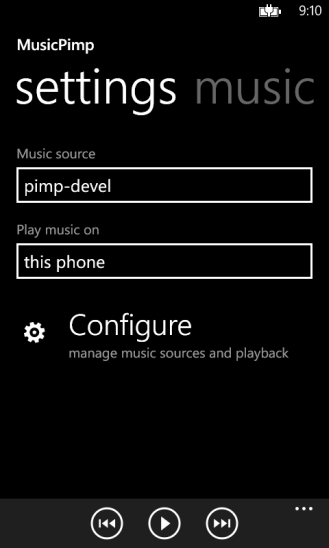 9:10
MusicPimp
settings music
Music source
pimp-devel
Play music on
this phone
Configure
manage music sources and playback